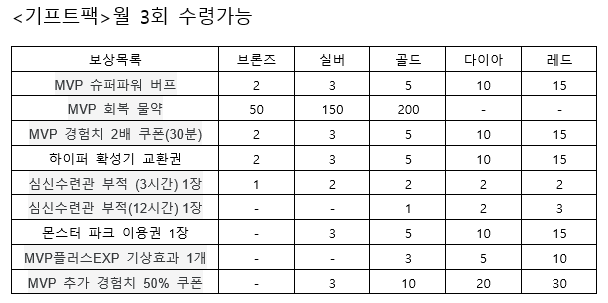 <기프트팩>월 3회 수령가능
보상목록 브론즈 실버 골드 다이아 레드
MVP 슈퍼파워 버프 2 3 5 10 15
MVP 회복 물약 50 150 200 - -
MVP 경험치 2배 쿠폰(30분) 2 3 5 10 15
하이퍼 확성기 교환권 2 3 5 10 15
심신수련관 부적 (3시간) 1장 1 2 2 2 2
심신수련관 부적(12시간) 1장 - - 1 2 3
몬스터 파크 이용권 1장 - 3 5 10 15
MVP플러스EXP 기상효과 1개 - - 3 5 10
MVP 추가 경험치 50% 쿠폰 - 3 10 20 30